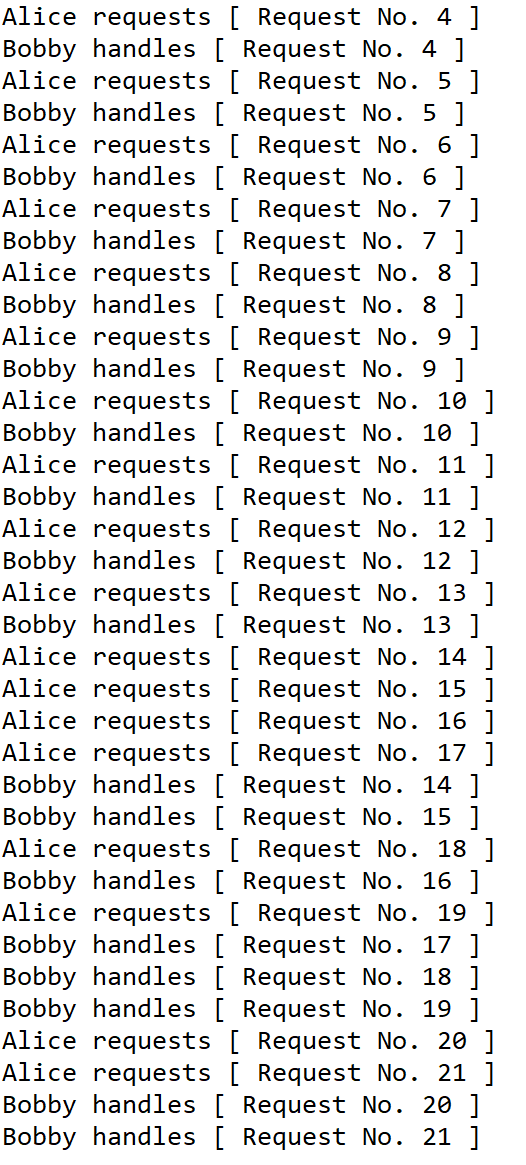 Alice requests [ Request No. 4 ]
Bobby handles [ Request No. 4 ]
Alice requests [ Request No. 5 ]
Bobby handles [ Request No. 5 ]
Alice requests [ Request No. 6 ]
Bobby handles [ Request No. 6 ]
Alice requests [ Request No. 7 ]
Bobby handles [ Request No. 7 ]
Alice requests [ Request No. 8 ]
Bobby handles [ Request No. 8 ]
Alice requests [ Request No. 9 ]
Bobby handles [ Request No. 9 ]
Alice requests [ Request No. 10 ]
Bobby handles [ Request No. 10 ]
Alice requests [ Request No. 11 ]
Bobby handles [ Request No. 11 ]
Alice requests [ Request No. 12 ]
Bobby handles [ Request No. 12 ]
Alice requests [ Request No. 13 ]
Bobby handles [ Request No. 13 ]
Alice requests [ Request No. 14 ]
Alice requests [ Request No. 15 ]
Alice requests [ Request No. 16 ]
Alice requests [ Request No. 17 ]
Bobby handles [ Request No. 14 ]
Bobby handles [ Request No. 15 ]
Alice requests [ Request No. 18 ]
Bobby handles [ Request No. 16 ]
Alice requests [ Request No. 19 ]
Bobby handles [ Request No. 17 ]
Bobby handles [ Request No. 18 ]
Bobby handles [ Request No. 19 ]
Alice requests [ Request No. 20 ]
Alice requests [ Request No. 21 ]
Bobby handles [ Request No. 20 ]
Bobby handles [ Request No. 21 ]